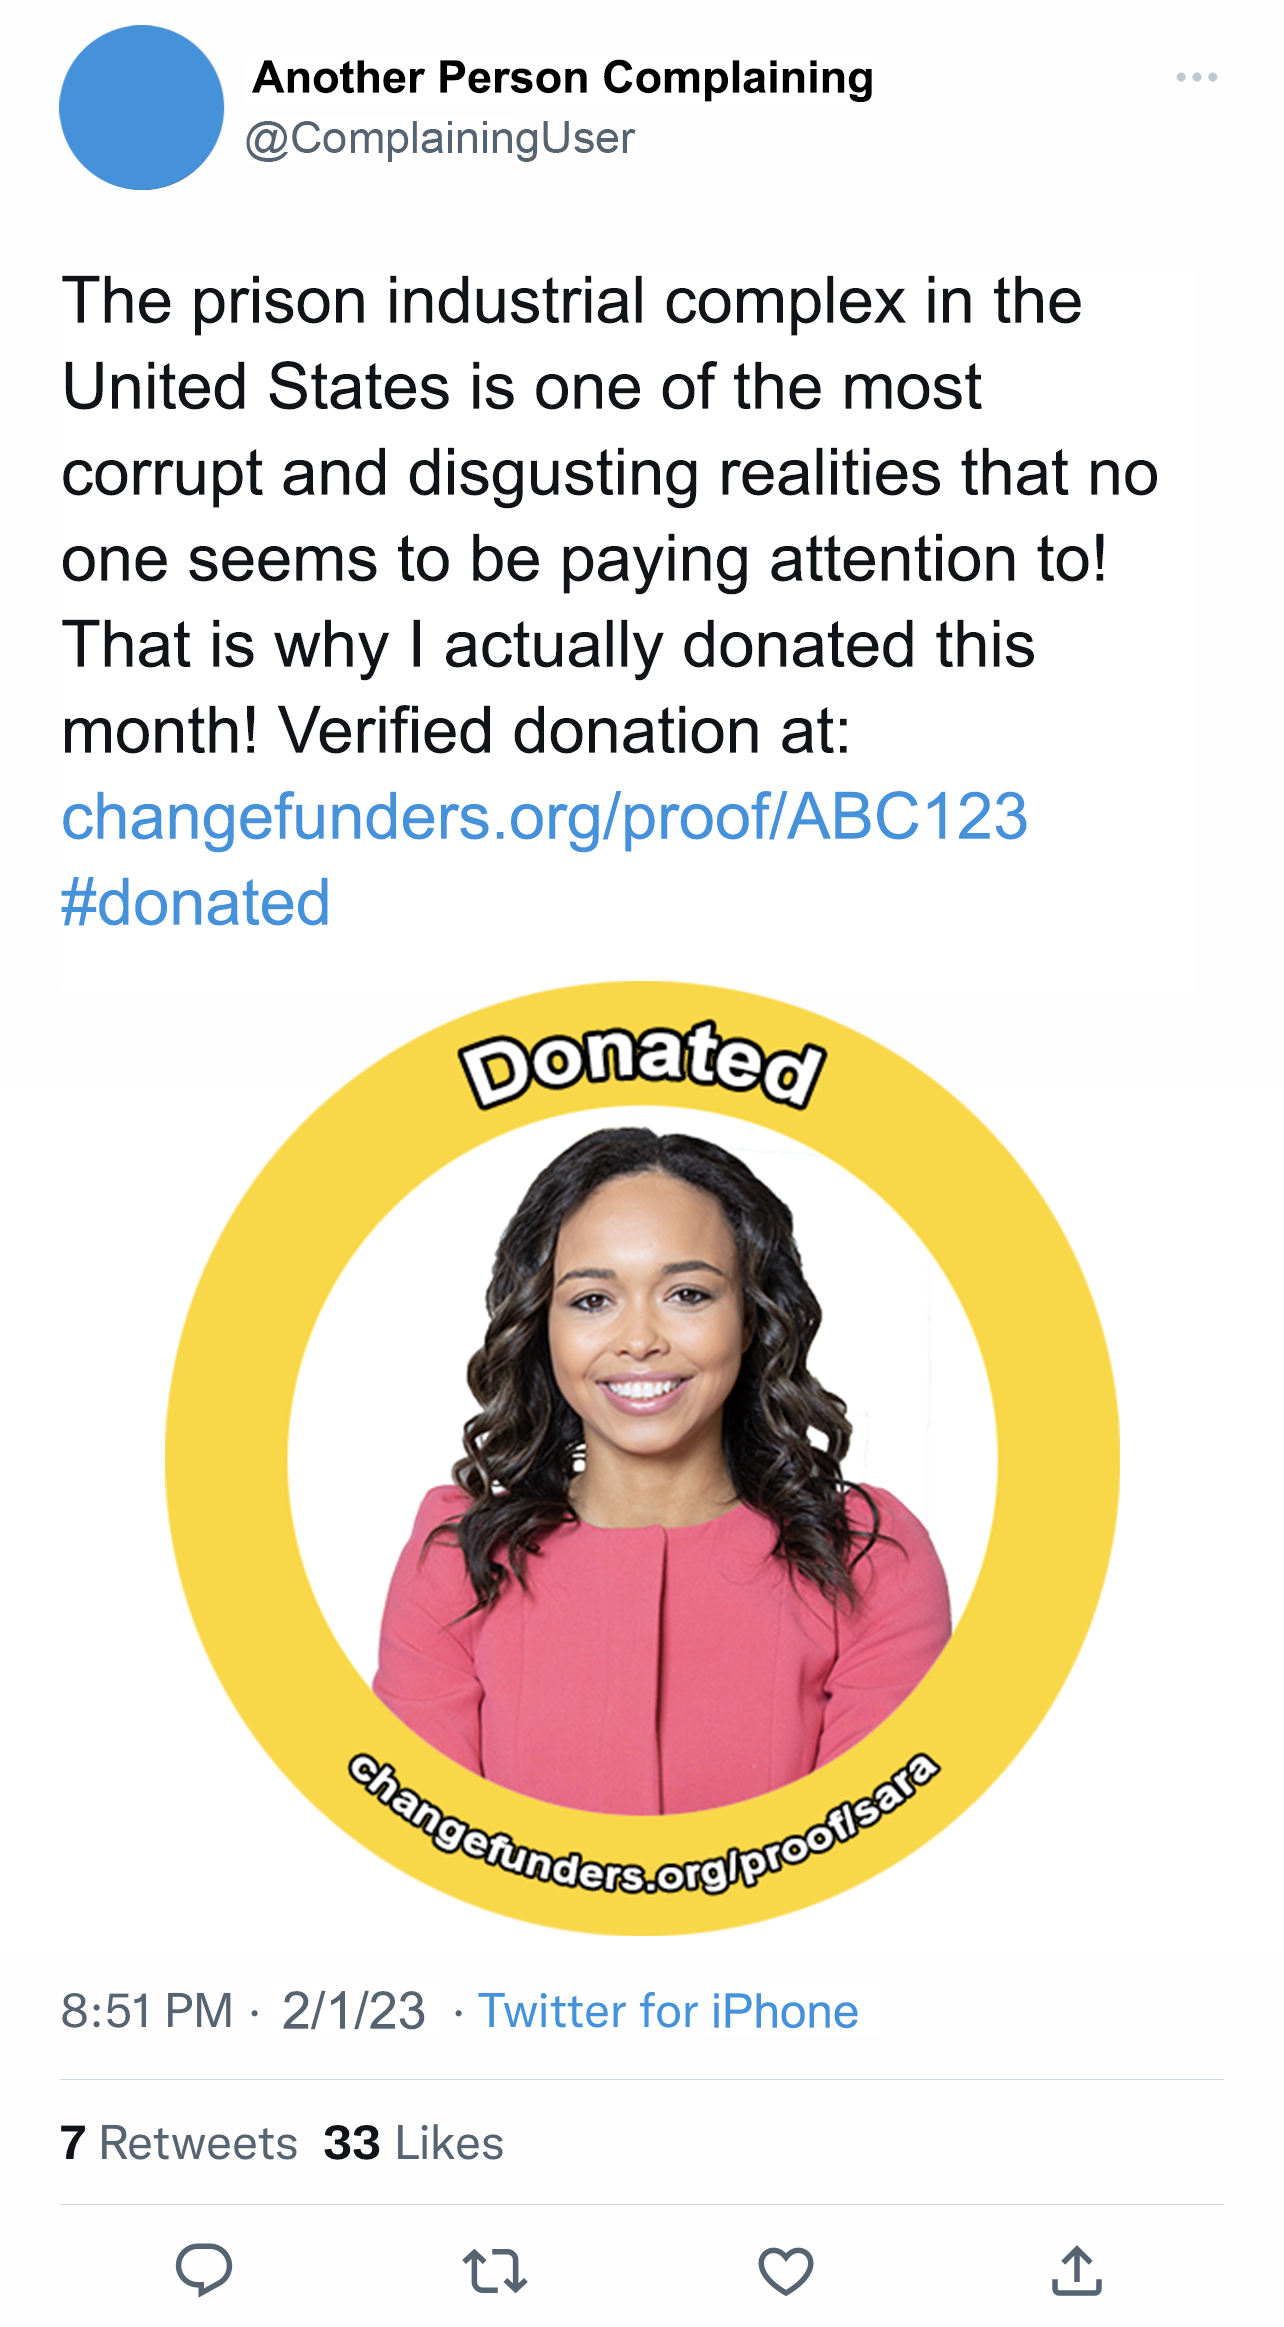 Another Person Complaining
@ComplainingUser
The prison industrial complex in the
United States is one of the most
corrupt and disgusting realities that no
one seems to be paying attention to!
That is why I actually donated this
month! Verified donation at:
changefunders.org/proof/ABC123
#donated
Donated
changefunders.org/proof/sara
8:51 PM · 2/1/23 · Twitter for iPhone
7 Retweets 33 Likes